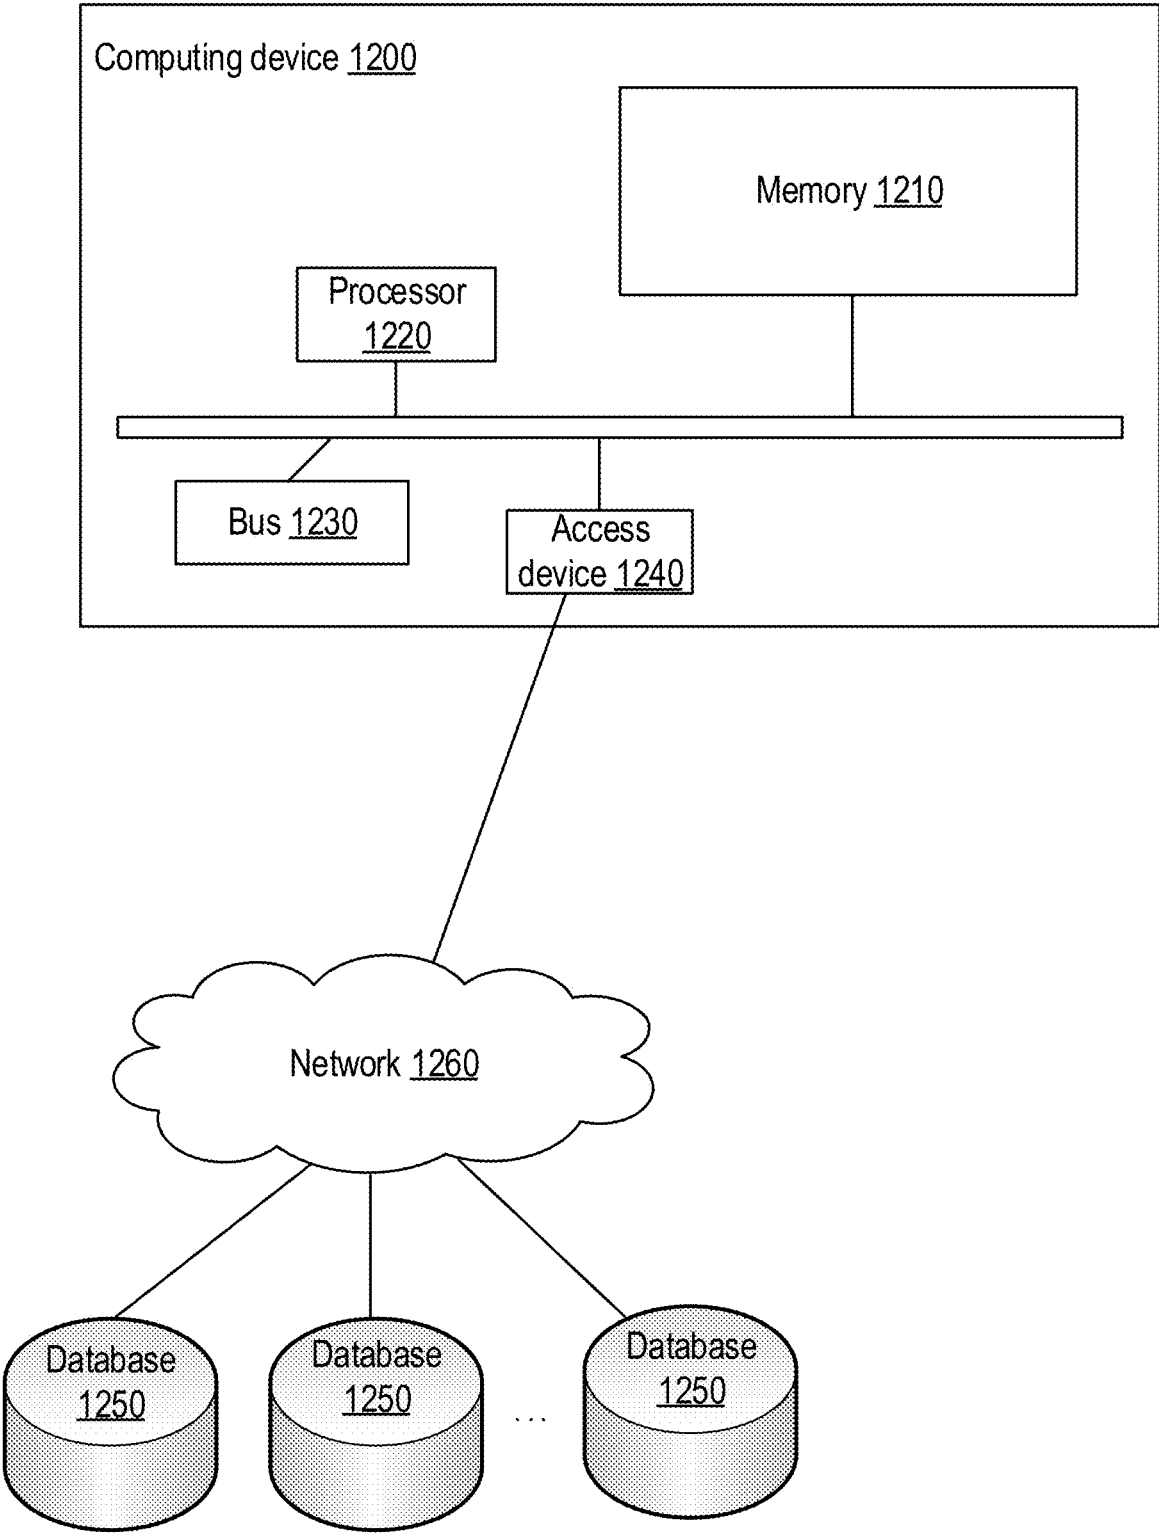 Computing device 1200
Memory 1210
Processor
1220
Bus 1230
Access
device 1240
Network 1260
Database
1250
Database
1250
...
Database
1250